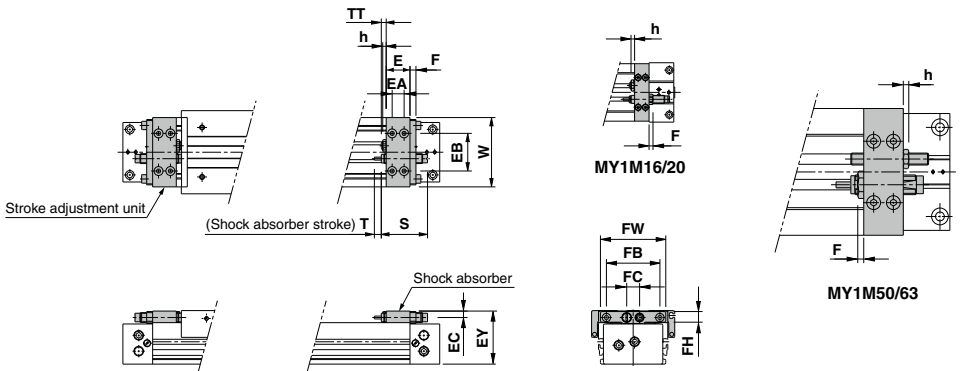 TT
h
E
F
EA
EB
W
Stroke adjustment unit
(Shock absorber stroke) T
S
h
F
MY1M16/20
h
F
MY1M50/63
Shock absorber
EC
EY
FW
FB
FC
FH